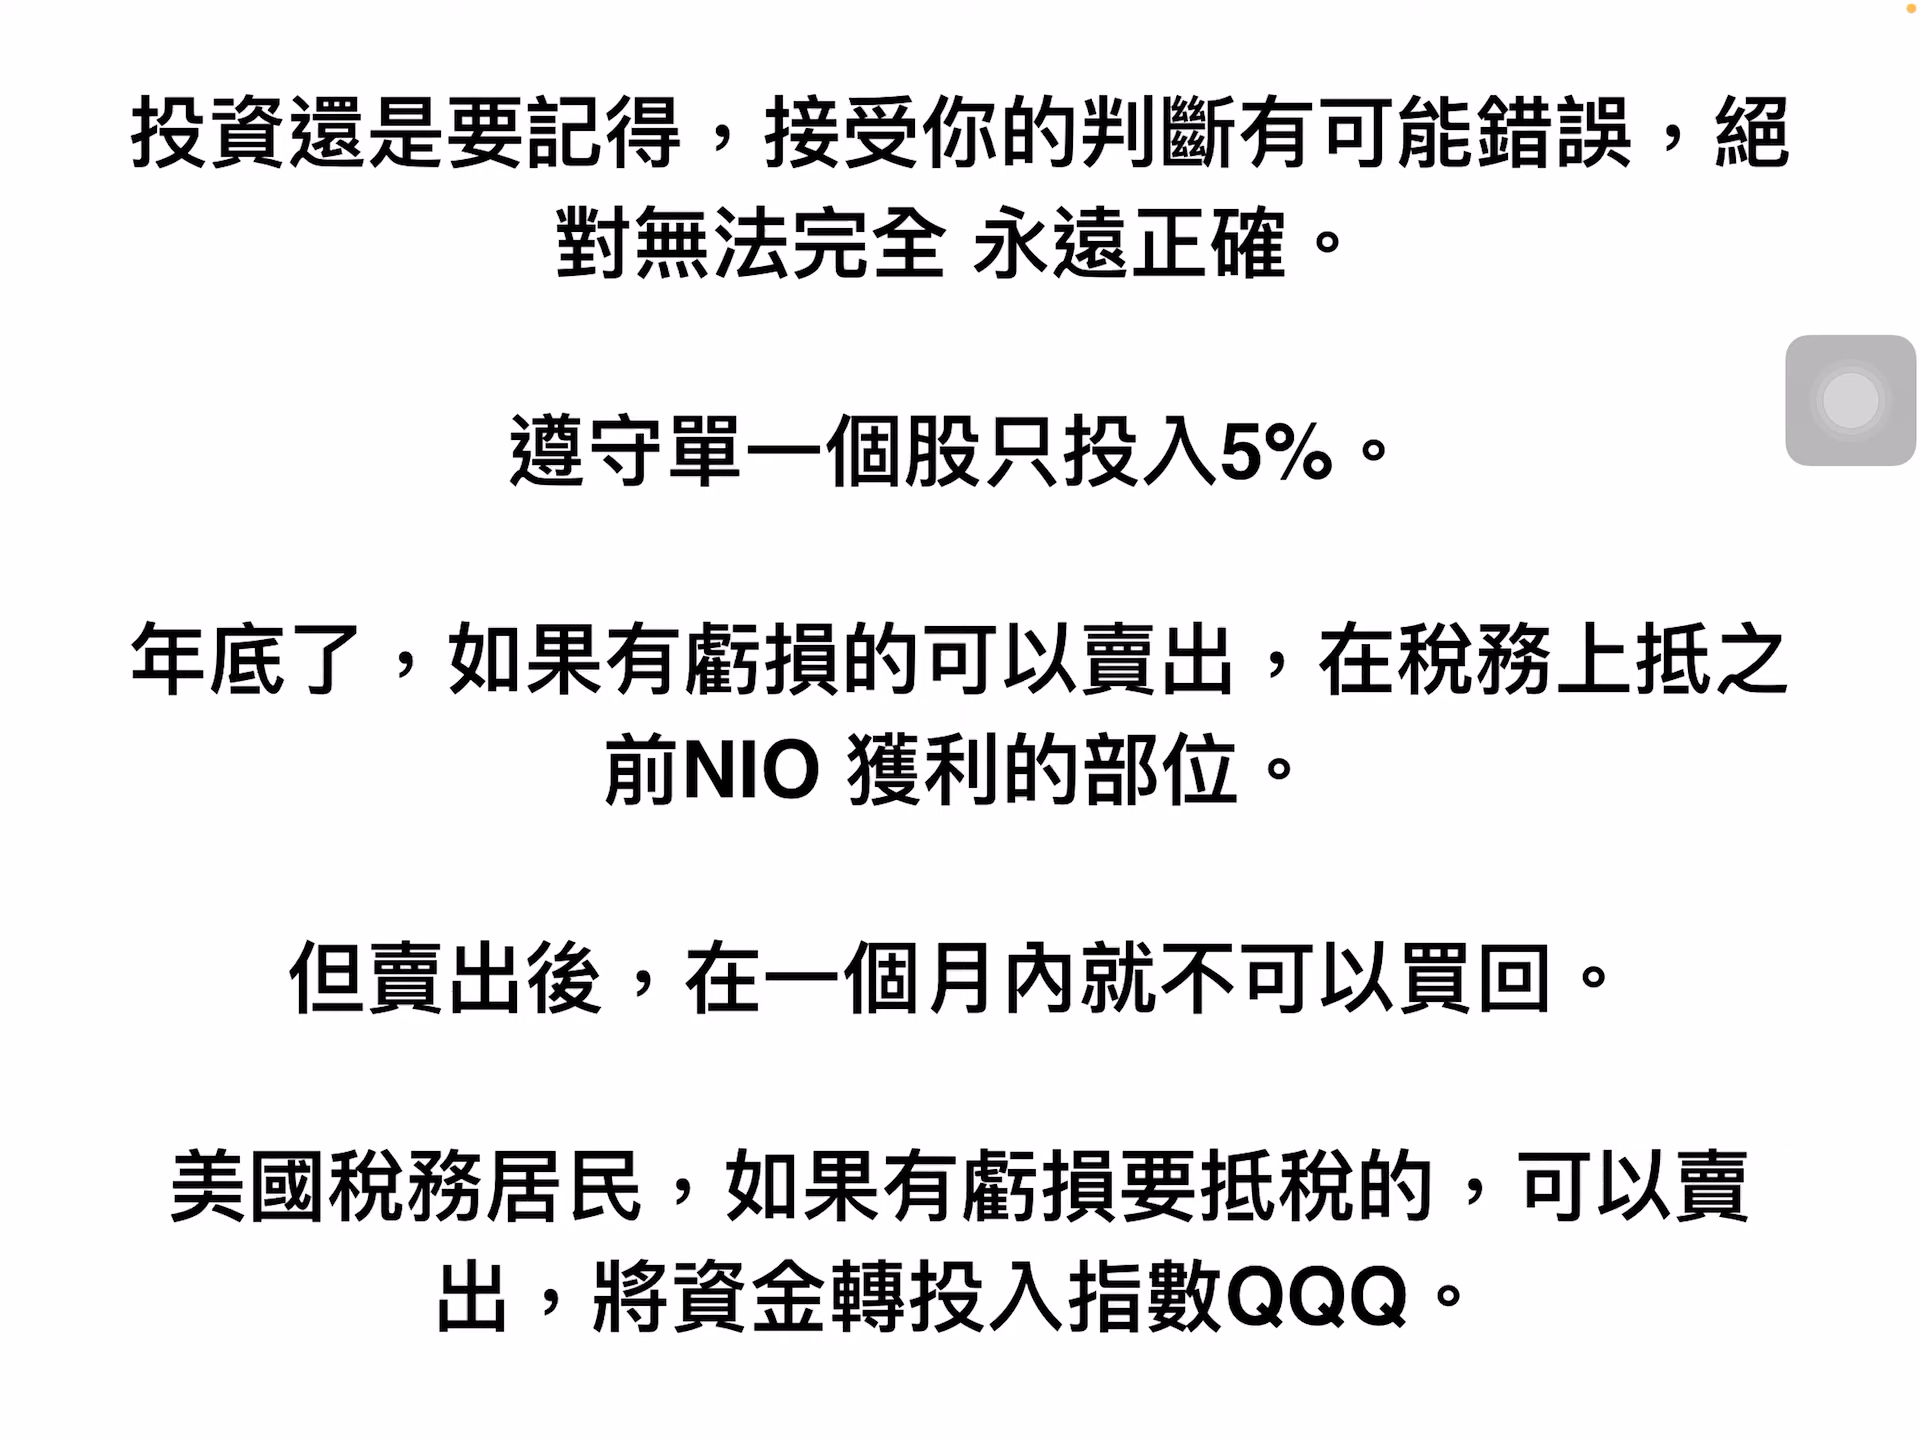 投資還是要記得，接受你的判斷有可能錯誤，絕
對無法完全 永遠正確。
遵守單一個股只投入5%。
年底了，如果有虧損的可以賣出，在稅務上抵之
前NIO 獲利的部位。
但賣出後，在一個月內就不可以買回。
美國稅務居民，如果有虧損要抵稅的，可以賣
出，將資金轉投入指數QQQ。